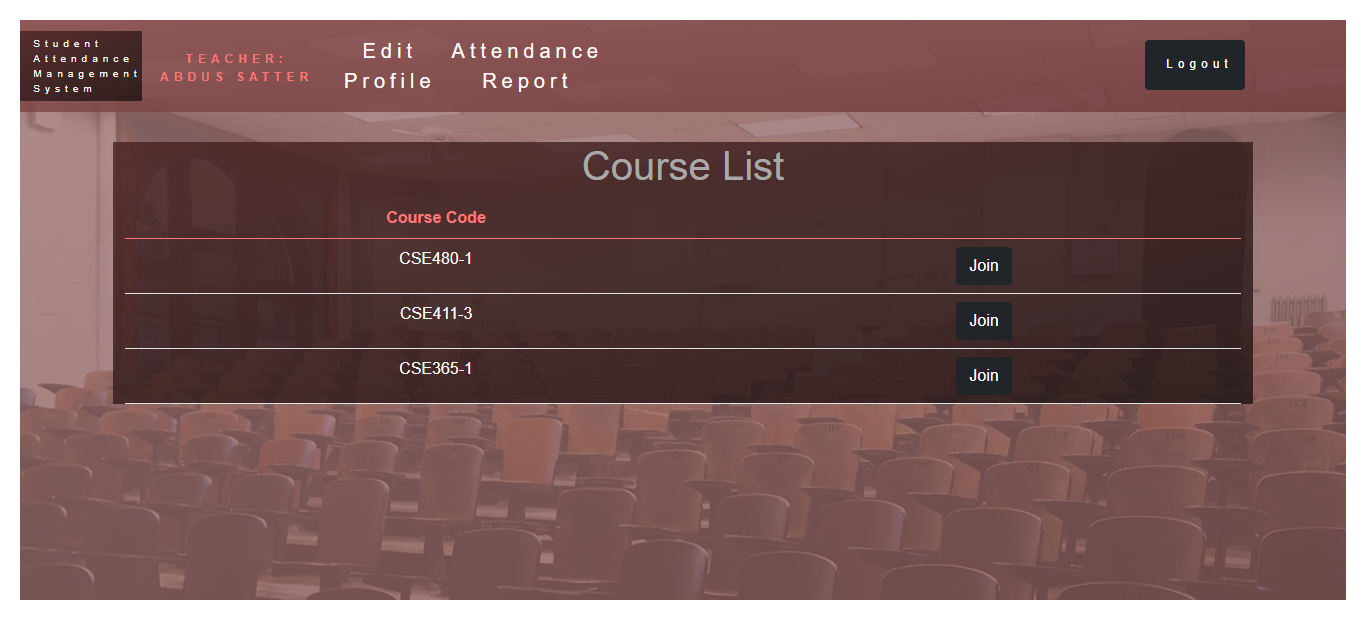 Student
Attendance
Management
System
TEACHER:
ABDUS SATTER
Edit
Profile
Attendance
Report
Logout
Course List
Course Code
CSE480-1 Join
CSE411-3 Join
CSE365-1 Join